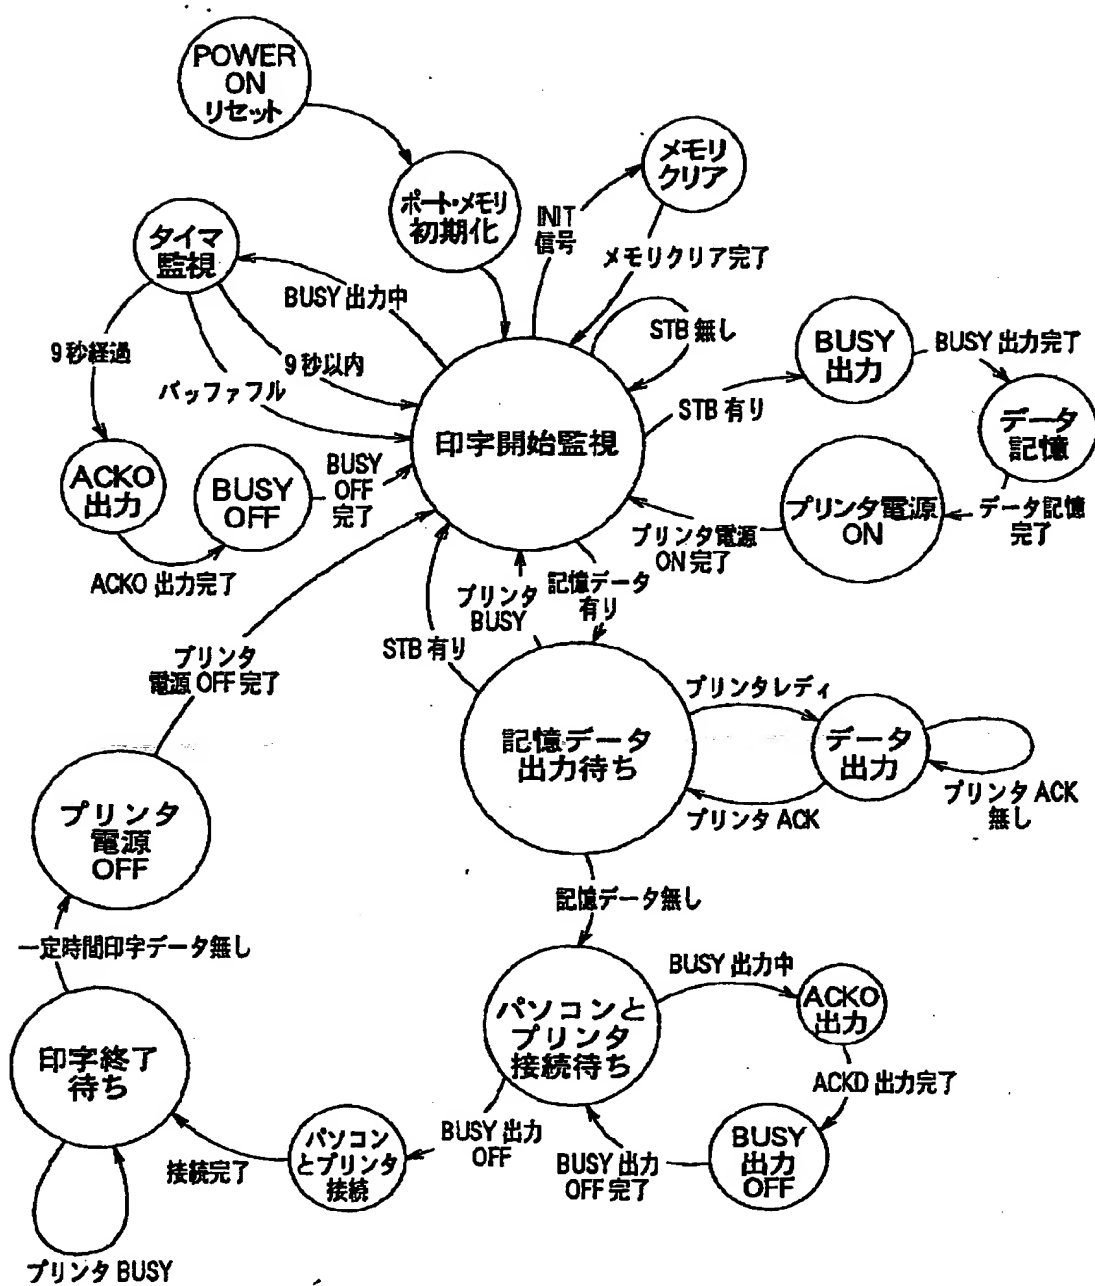 POWER
ON
リセット
ポート・メモリ
初期化
メモリ
クリア
INIT
信号
メモリクリア完了
タイマ
監視
BUSY 出力中
STB 無し
9秒経過
9秒以内
バッファフル
印字開始監視
STB 有り
BUSY
出力
BUSY 出力完了
データ
記憶
データ記憶
完了
プリンタ電源
ON
プリンタ電源
ON 完了
ACKO
出力
ACKO 出力完了
BUSY
OFF
BUSY
OFF
完了
プリンタ
BUSY
記憶データ
有り
STB 有り
プリンタ
電源 OFF 完了
記憶データ
出力待ち
プリンタレディ
データ
出力
プリンタ ACK
プリンタ ACK
無し
プリンタ
電源
OFF
記憶データ無し
一定時間印字データ無し
パソコンと
プリンタ
接続待ち
BUSY 出力中
ACKO
出力
ACKD 出力完了
BUSY
出力
OFF
BUSY 出力
OFF 完了
BUSY 出力
OFF
パソコン
とプリンタ
接続
接続完了
印字終了
待ち
プリンタ BUSY